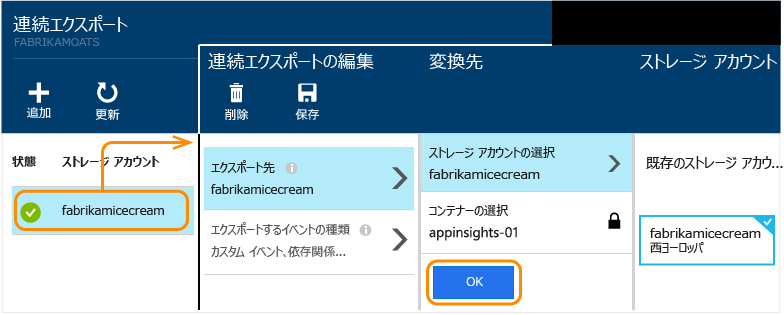 連続エクスポート
FABRIKAMOATS
追加
更新
状態
ストレージ アカウント
fabrikamicecream
連続エクスポートの編集
削除
保存
エクスポート先
fabrikamicecream
エクスポートするイベントの種類
カスタム イベント、依存関係...
変換先
ストレージ アカウントの選択
fabrikamicecream
コンテナーの選択
appinsights-01
OK
ストレージ アカウント
既存のストレージ アカウ...
fabrikamicecream
西ヨーロッパ